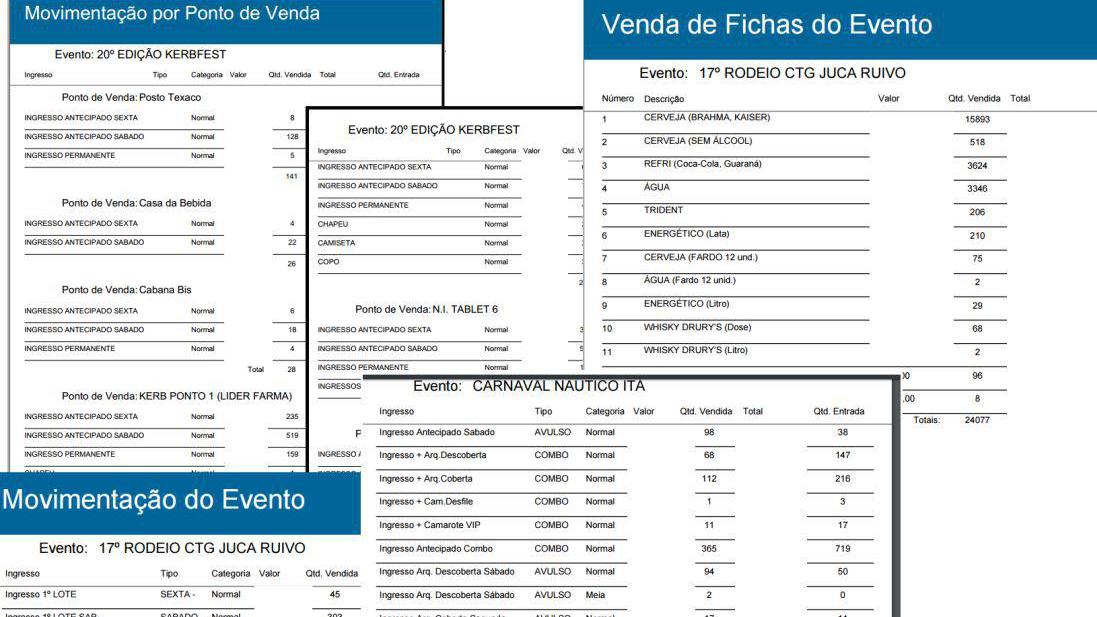 Movimentação por Ponto de Venda
Evento: 20º EDIÇÃO KERBFEST
Ingresso Tipo Categoria Valor Qtd. Vendida Total Qtd. Entrada
Ponto de Venda: Posto Texaco
INGRESSO ANTECIPADO SEXTA Normal 8
INGRESSO ANTECIPADO SABADO Normal 128
INGRESSO PERMANENTE Normal 5
141
Ponto de Venda: Casa da Bebida
INGRESSO ANTECIPADO SEXTA Normal 4
INGRESSO ANTECIPADO SABADO Normal 22
26
Ponto de Venda: Cabana Bis
INGRESSO ANTECIPADO SEXTA Normal 6
INGRESSO ANTECIPADO SABADO Normal 18
INGRESSO PERMANENTE Normal 4
Total 28
Ponto de Venda: KERB PONTO 1 (LIDER FARMA)
INGRESSO ANTECIPADO SEXTA Normal 235
INGRESSO ANTECIPADO SABADO Normal 519
INGRESSO PERMANENTE Normal 159
Evento: 20º EDIÇÃO KERBFEST
Ingresso Tipo Categoria Valor Qtd. V
INGRESSO ANTECIPADO SEXTA Normal
INGRESSO ANTECIPADO SABADO Normal
INGRESSO PERMANENTE Normal
CHAPEU Normal
CAMISETA Normal
COPO Normal
2
Ponto de Venda: N.I. TABLET 6
INGRESSO ANTECIPADO SEXTA Normal 3
INGRESSO ANTECIPADO SABADO Normal 5
INGRESSO PERMANENTE Normal 1
INGRESSOS
P
INGRESSO A
INGRESSO
Venda de Fichas do Evento
Evento: 17º RODEIO CTG JUCA RUIVO
Número Descrição Valor Qtd. Vendida Total
1 CERVEJA (BRAHMA, KAISER) 15893
2 CERVEJA (SEM ÁLCOOL) 518
3 REFRI (Coca-Cola, Guaraná) 3624
4 ÁGUA 3346
5 TRIDENT 206
6 ENERGÉTICO (Lata) 210
7 CERVEJA (FARDO 12 und.) 75
8 ÁGUA (Fardo 12 unid.) 2
9 ENERGÉTICO (Litro) 29
10 WHISKY DRURY'S (Dose) 68
11 WHISKY DRURY'S (Litro) 2
00 96
,00 8
Totais: 24077
Evento: CARNAVAL NAUTICO ITÁ
Ingresso Tipo Categoria Valor Qtd. Vendida Total Qtd. Entrada
Ingresso Antecipado Sabado AVULSO Normal 98 38
Ingresso + Arq.Descoberta COMBO Normal 68 147
Ingresso + Arq.Coberta COMBO Normal 112 216
Ingresso + Cam.Desfile COMBO Normal 1 3
Ingresso + Camarote VIP COMBO Normal 11 17
Ingresso Antecipado Combo COMBO Normal 365 719
Ingresso Arq. Descoberta Sábado AVULSO Normal 94 50
Ingresso Arq. Descoberta Sábado AVULSO Meia 2 0
Movimentação do Evento
Evento: 17º RODEIO CTG JUCA RUIVO
Ingresso Tipo Categoria Valor Qtd. Vendida
Ingresso 1º LOTE SEXTA - Normal 45
Ingresso 1º LOTE SAB SABADO Normal